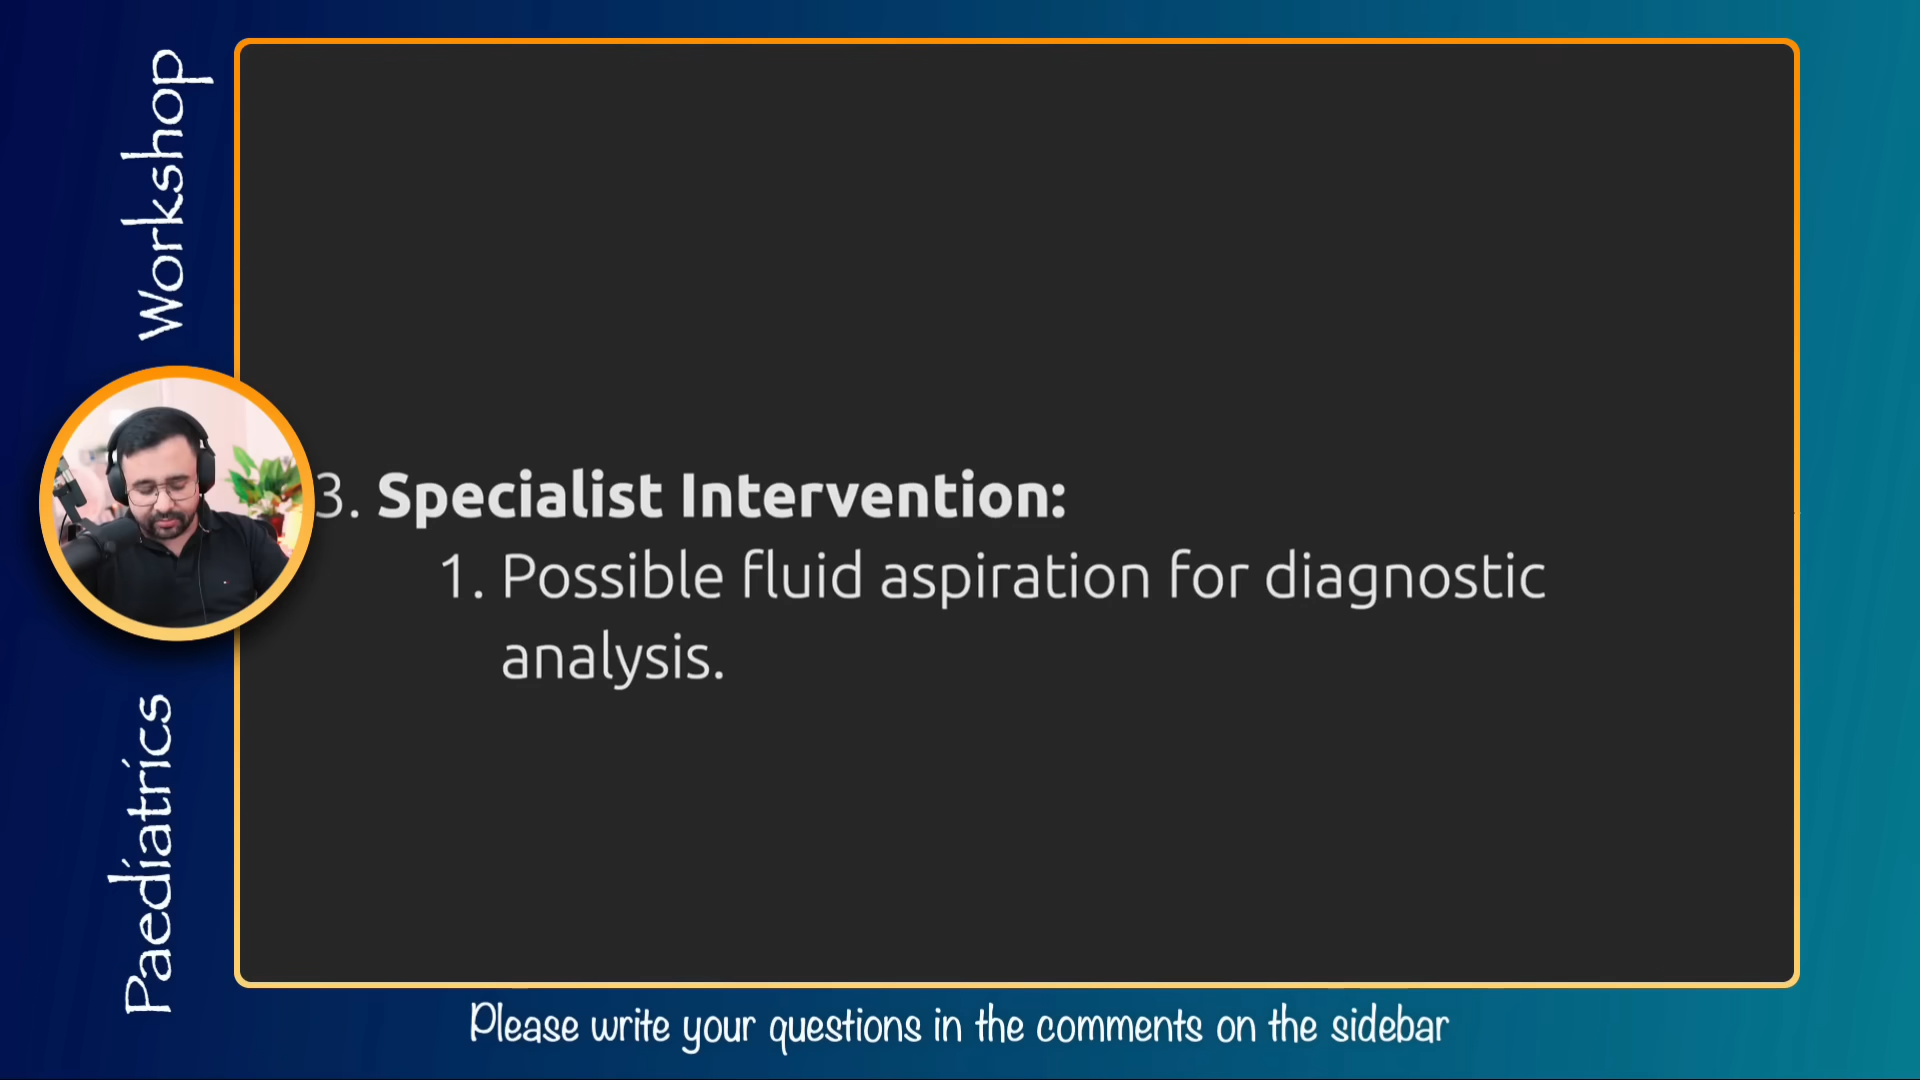 Paediatrics Workshop
3. Specialist Intervention:
1. Possible fluid aspiration for diagnostic
analysis.
Please write your questions in the comments on the sidebar